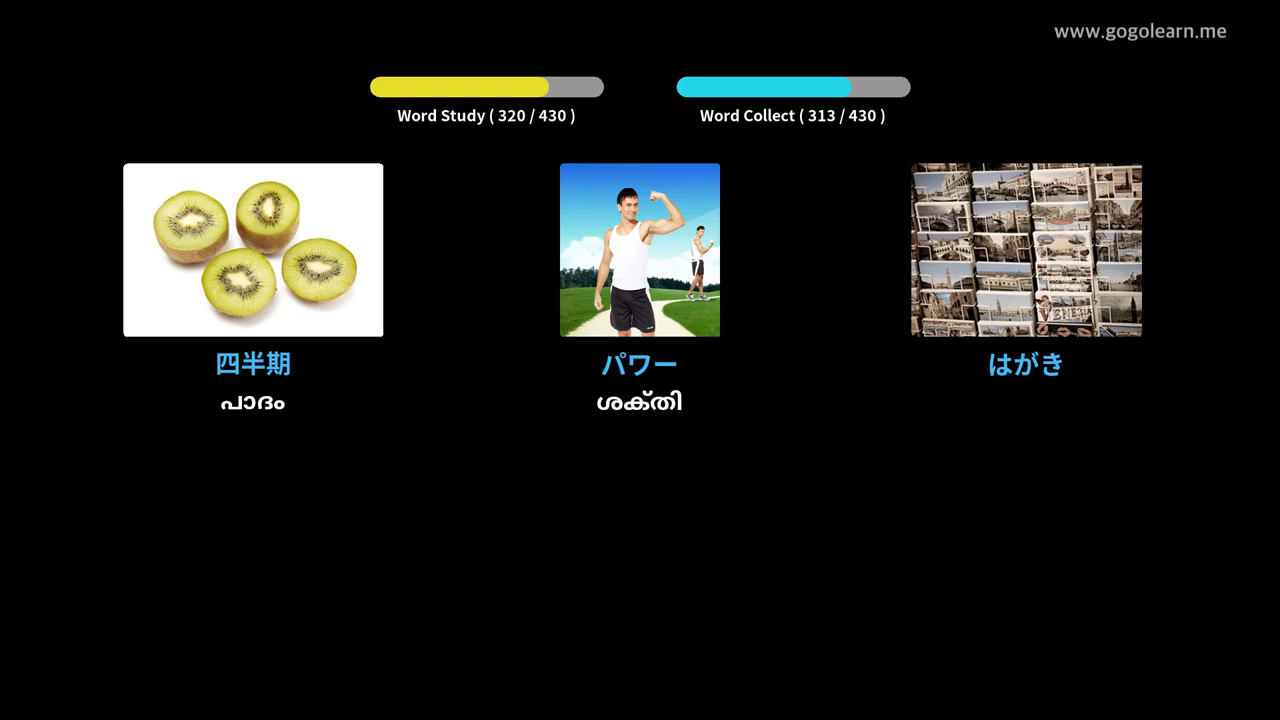 www.gogolearn.me
Word Study ( 320 / 430 )
Word Collect ( 313 / 430 )
四半期
パワー
はがき
പാദം
ശക്തി
VENEZIA